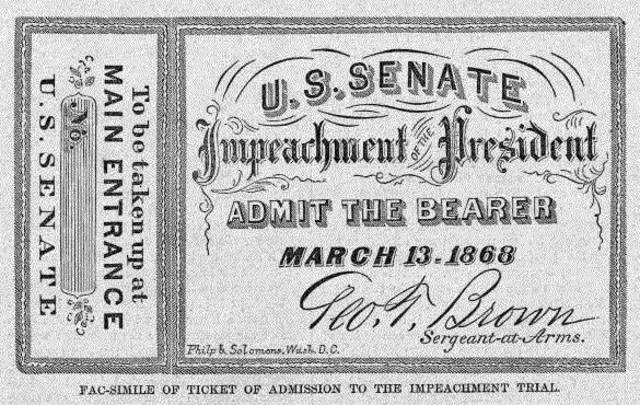 To be taken up at
MAIN ENTRANCE
No.
U.S. SENATE
U.S. SENATE
Impeachment OF THE President
ADMIT THE BEARER
MARCH 13-1868
Geo. T. Brown
Sergeant-at-Arms.
Philp & Solomons, Wash. D.C.
FAC-SIMILE OF TICKET OF ADMISSION TO THE IMPEACHMENT TRIAL.